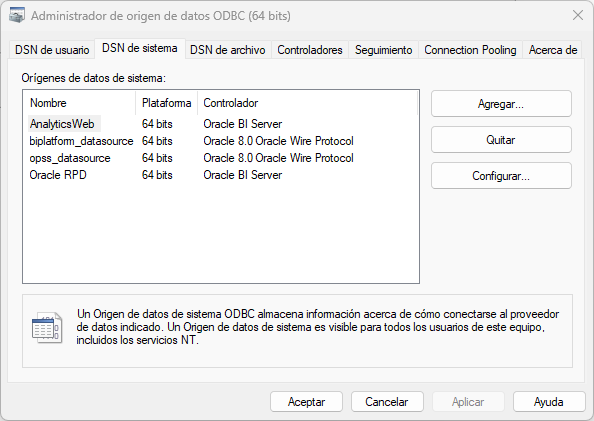 Administrador de origen de datos ODBC (64 bits)
DSN de usuario DSN de sistema DSN de archivo Controladores Seguimiento Connection Pooling Acerca de
Orígenes de datos de sistema:
Nombre Plataforma Controlador
AnalyticsWeb 64 bits Oracle BI Server
biplatform_datasource 64 bits Oracle 8.0 Oracle Wire Protocol
opss_datasource 64 bits Oracle 8.0 Oracle Wire Protocol
Oracle RPD 64 bits Oracle BI Server
Agregar...
Quitar
Configurar...
Un Origen de datos de sistema ODBC almacena información acerca de cómo conectarse al proveedor
de datos indicado. Un Origen de datos de sistema es visible para todos los usuarios de este equipo,
incluidos los servicios NT.
Aceptar Cancelar Aplicar Ayuda